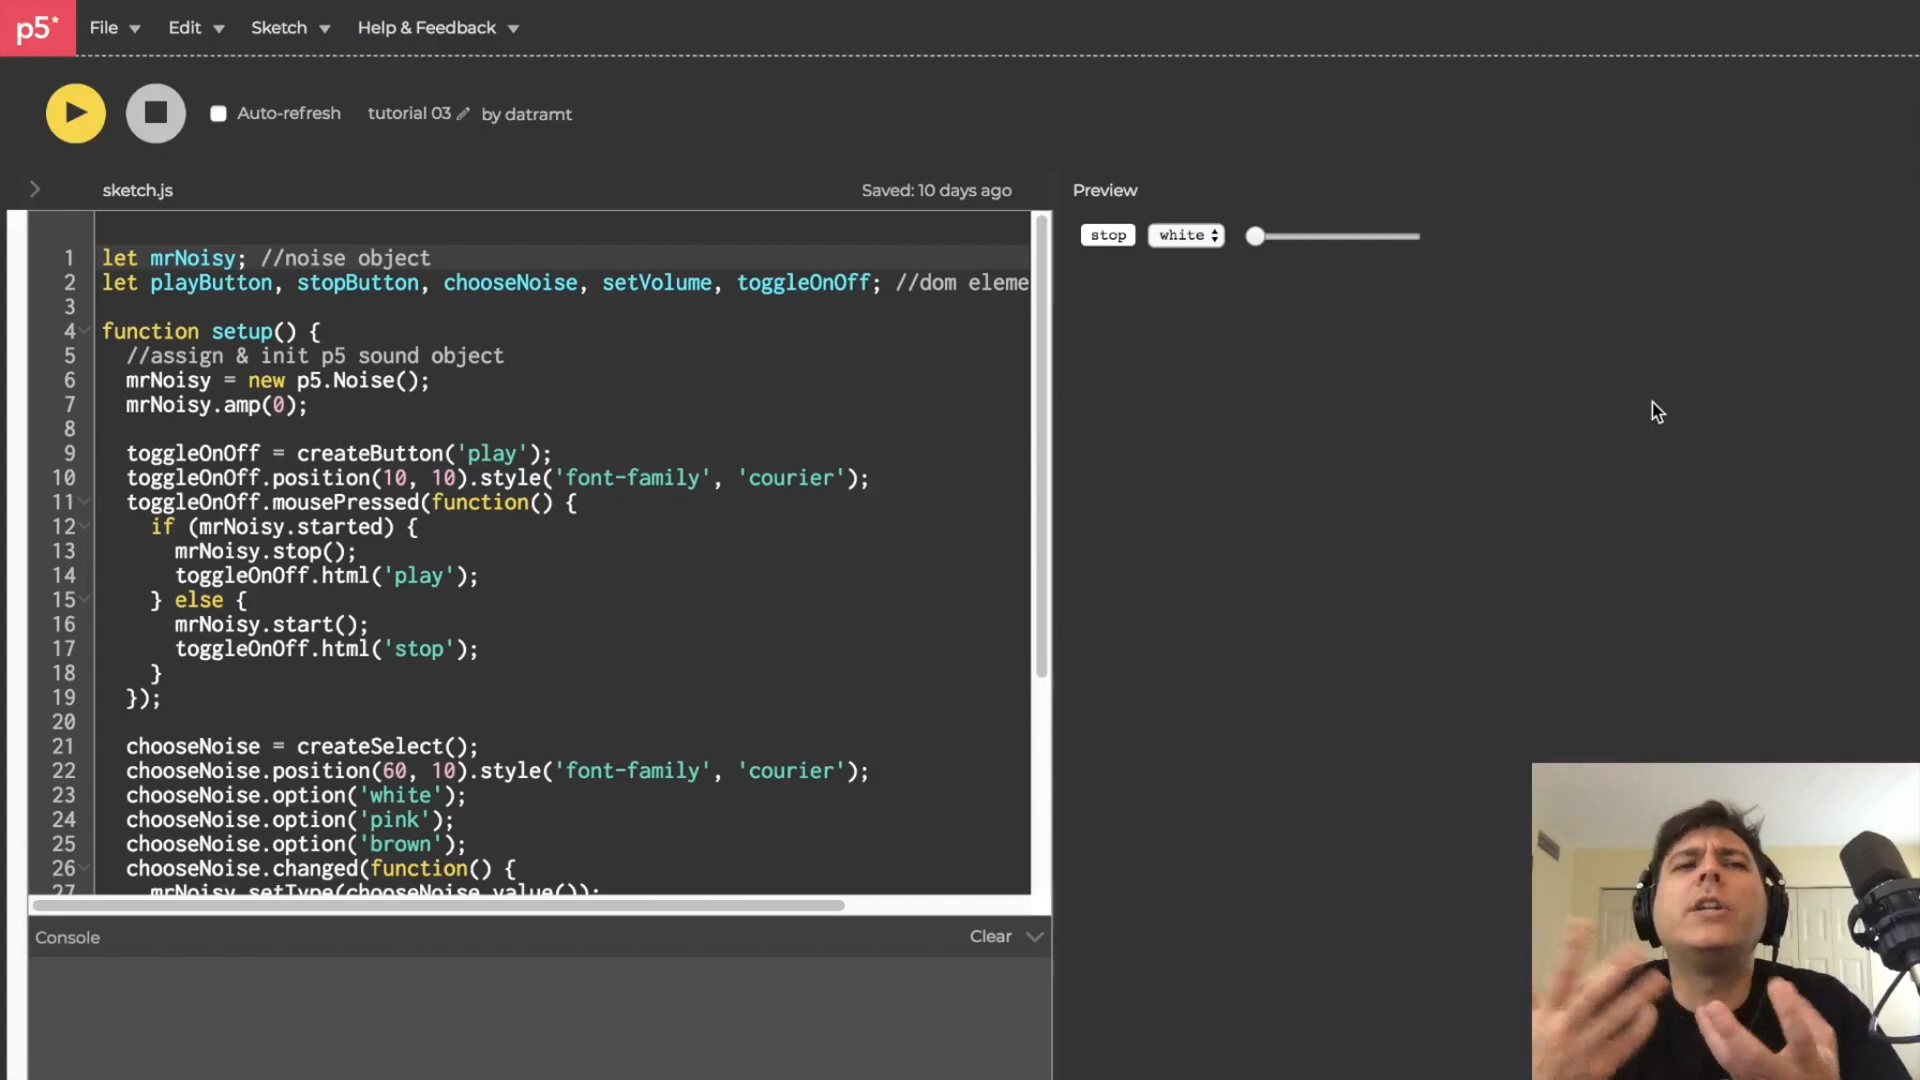 p5* File Edit Sketch Help & Feedback
Auto-refresh tutorial 03 by datramt
sketch.js Saved: 10 days ago Preview
stop white
1 let mrNoisy; //noise object
2 let playButton, stopButton, chooseNoise, setVolume, toggleOnOff; //dom eleme
3
4 function setup() {
5 //assign & init p5 sound object
6 mrNoisy = new p5.Noise();
7 mrNoisy.amp(0);
8
9 toggleOnOff = createButton('play');
10 toggleOnOff.position(10, 10).style('font-family', 'courier');
11 toggleOnOff.mousePressed(function() {
12 if (mrNoisy.started) {
13 mrNoisy.stop();
14 toggleOnOff.html('play');
15 } else {
16 mrNoisy.start();
17 toggleOnOff.html('stop');
18 }
19 });
20
21 chooseNoise = createSelect();
22 chooseNoise.position(60, 10).style('font-family', 'courier');
23 chooseNoise.option('white');
24 chooseNoise.option('pink');
25 chooseNoise.option('brown');
26 chooseNoise.changed(function() {
27 mrNoisy.setType(chooseNoise.value());
Console Clear